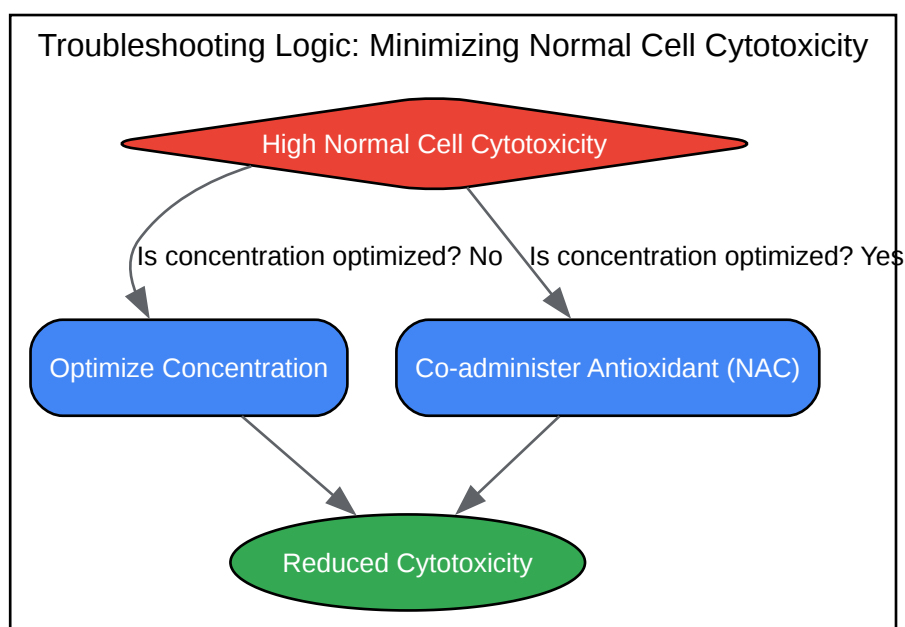 Troubleshooting Logic: Minimizing Normal Cell Cytotoxicity
High Normal Cell Cytotoxicity
Is concentration optimized? No
Is concentration optimized? Yes
Optimize Concentration
Co-administer Antioxidant (NAC)
Reduced Cytotoxicity